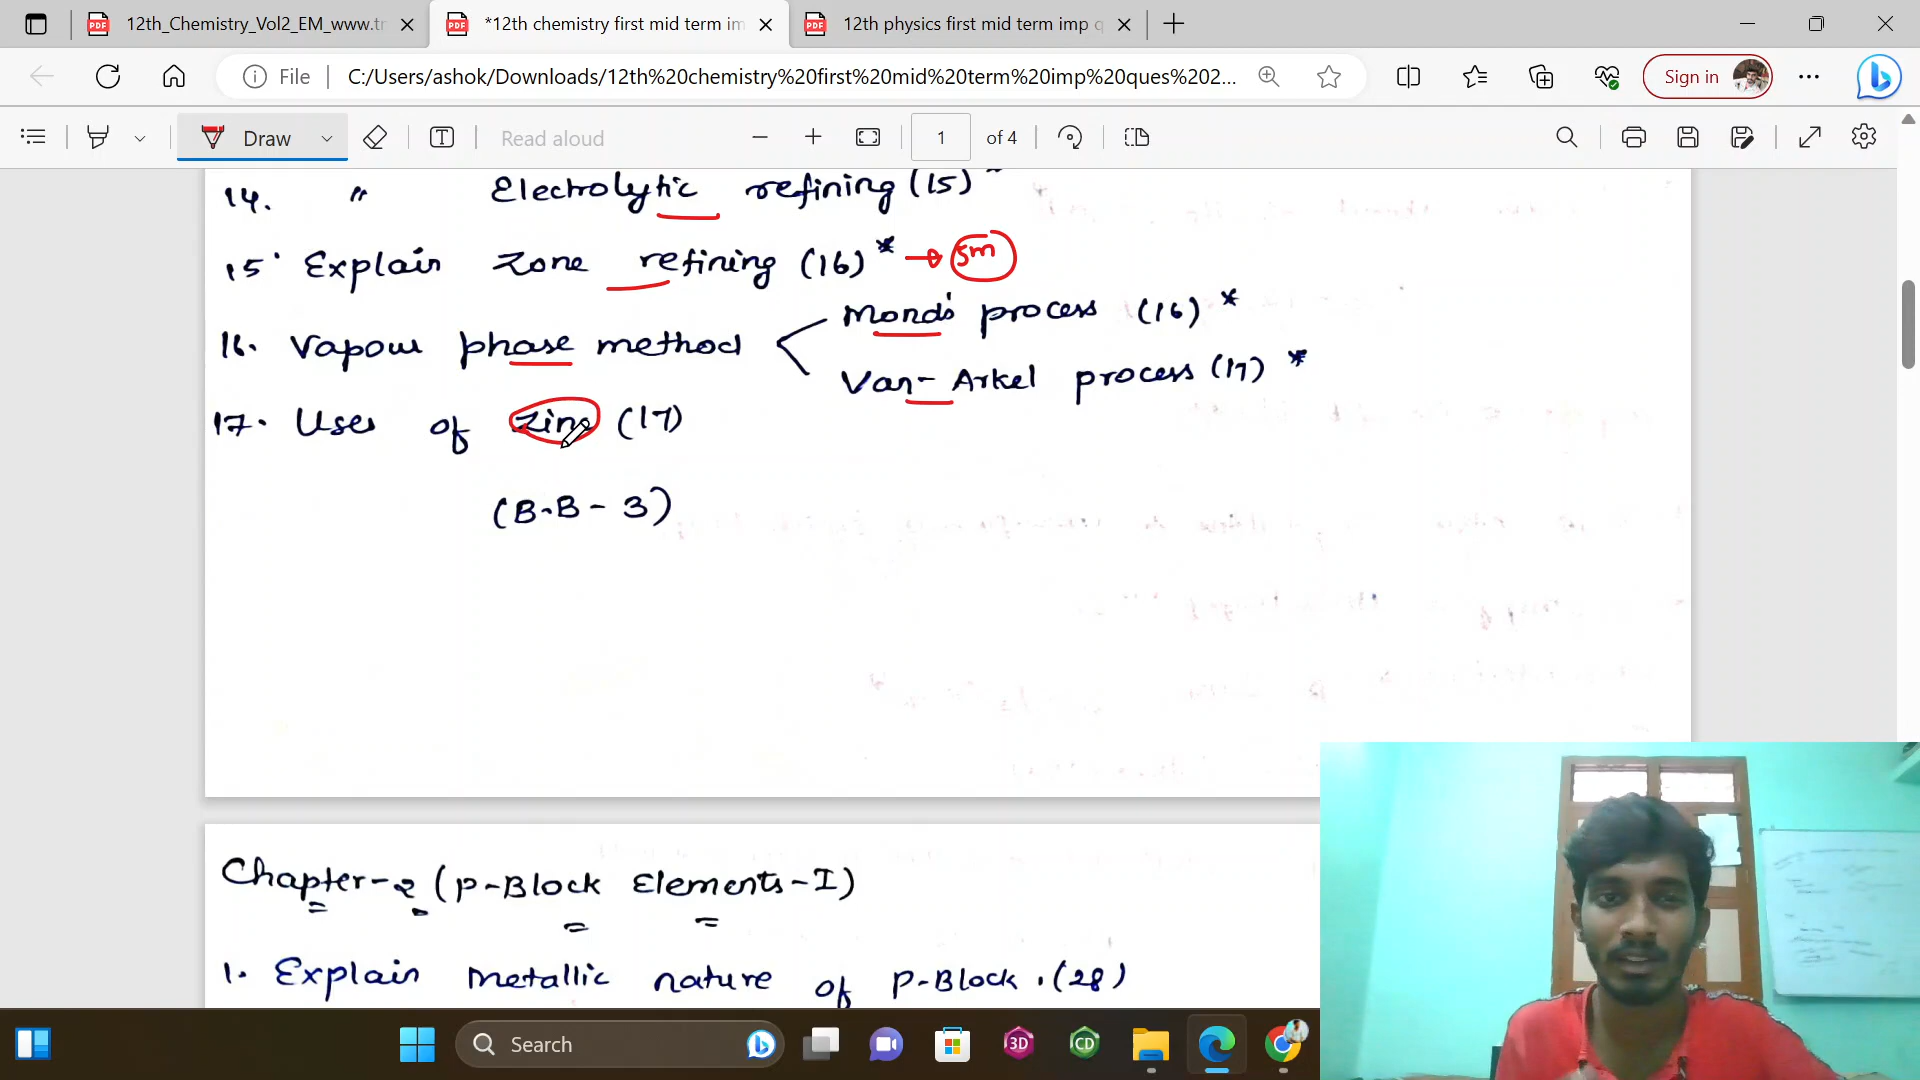 12th_Chemistry_Vol2_EM_www.tn
*12th chemistry first mid term im
12th physics first mid term imp q
File
C:/Users/ashok/Downloads/12th%20chemistry%20first%20mid%20term%20imp%20ques%202...
Sign in
Draw
Read aloud
1 of 4
14. " Electrolytic refining (15) *
15. Explain zone refining (16) * → 5m
16. Vapour phase method
Mond's process (16) *
Van-Arkel process (17) *
17. Uses of zinc (17)
(B.B - 3)
Chapter-2 (P-Block Elements-I)
1. Explain metallic nature of P-Block. (28)
Search
3D
CD